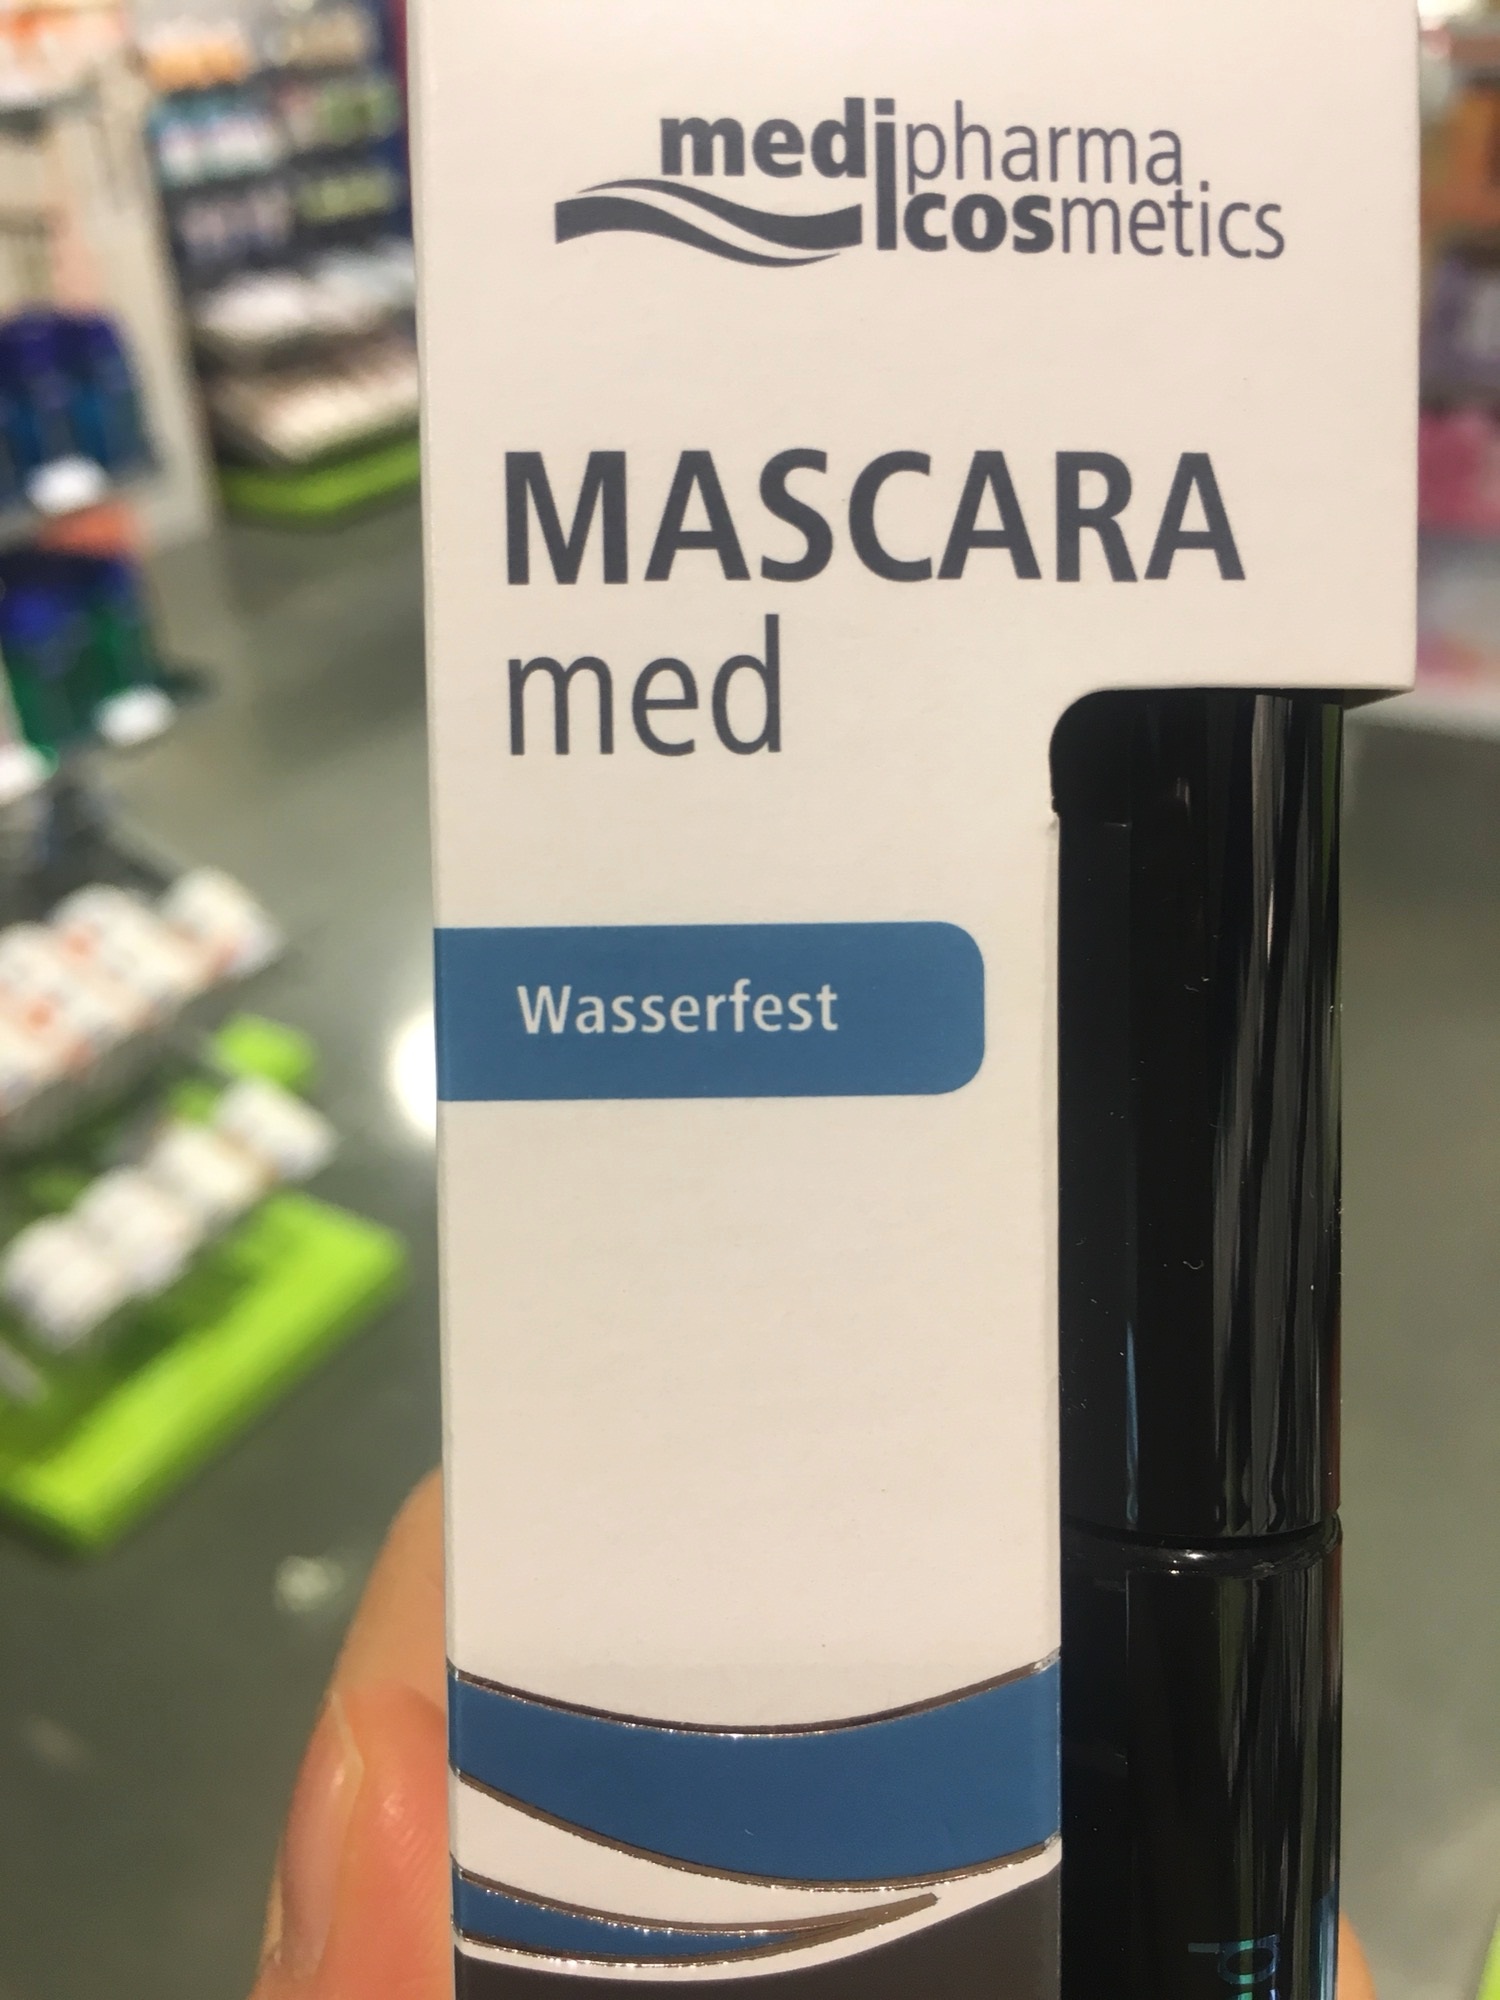 medipharma
cosmetics
MASCARA
med
Wasserfest